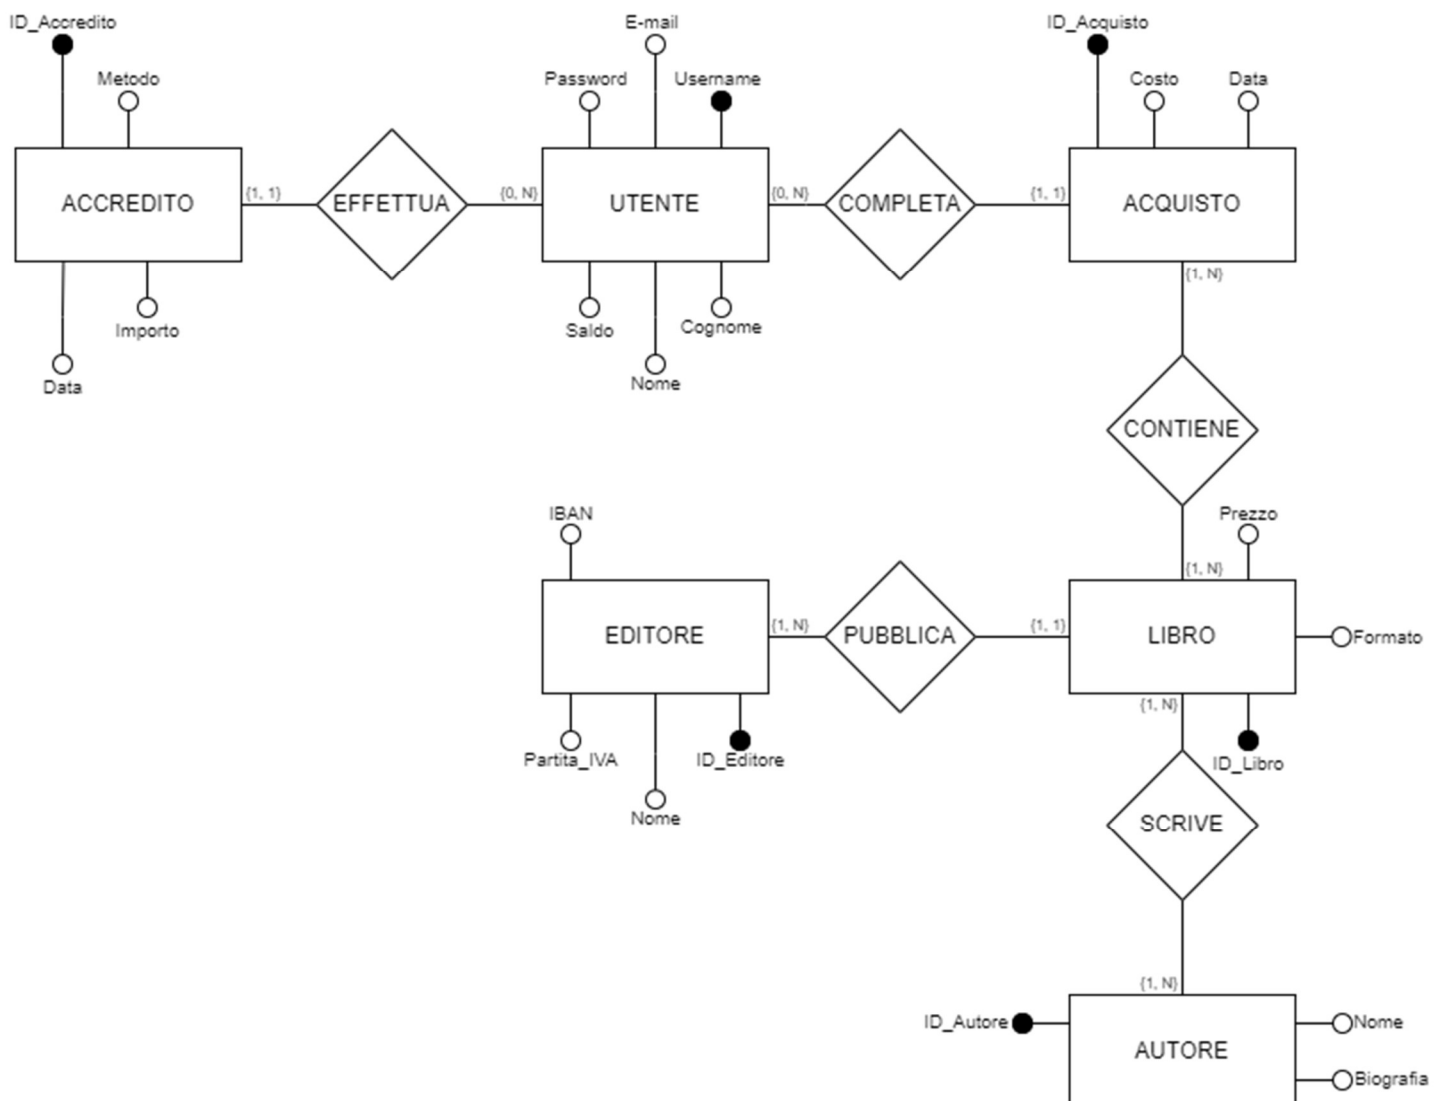 ID_Accredito
E-mail
ID_Acquisto
Metodo
Password
Username
Costo
Data
ACCREDITO
{1, 1}
EFFETTUA
{0, N}
UTENTE
{0, N}
COMPLETA
{1, 1}
ACQUISTO
{1, N}
Importo
Saldo
Cognome
Data
Nome
CONTIENE
IBAN
Prezzo
{1, N}
EDITORE
{1, N}
PUBBLICA
{1, 1}
LIBRO
Formato
{1, N}
Partita_IVA
ID_Editore
ID_Libro
Nome
SCRIVE
{1, N}
ID_Autore
Nome
AUTORE
Biografia